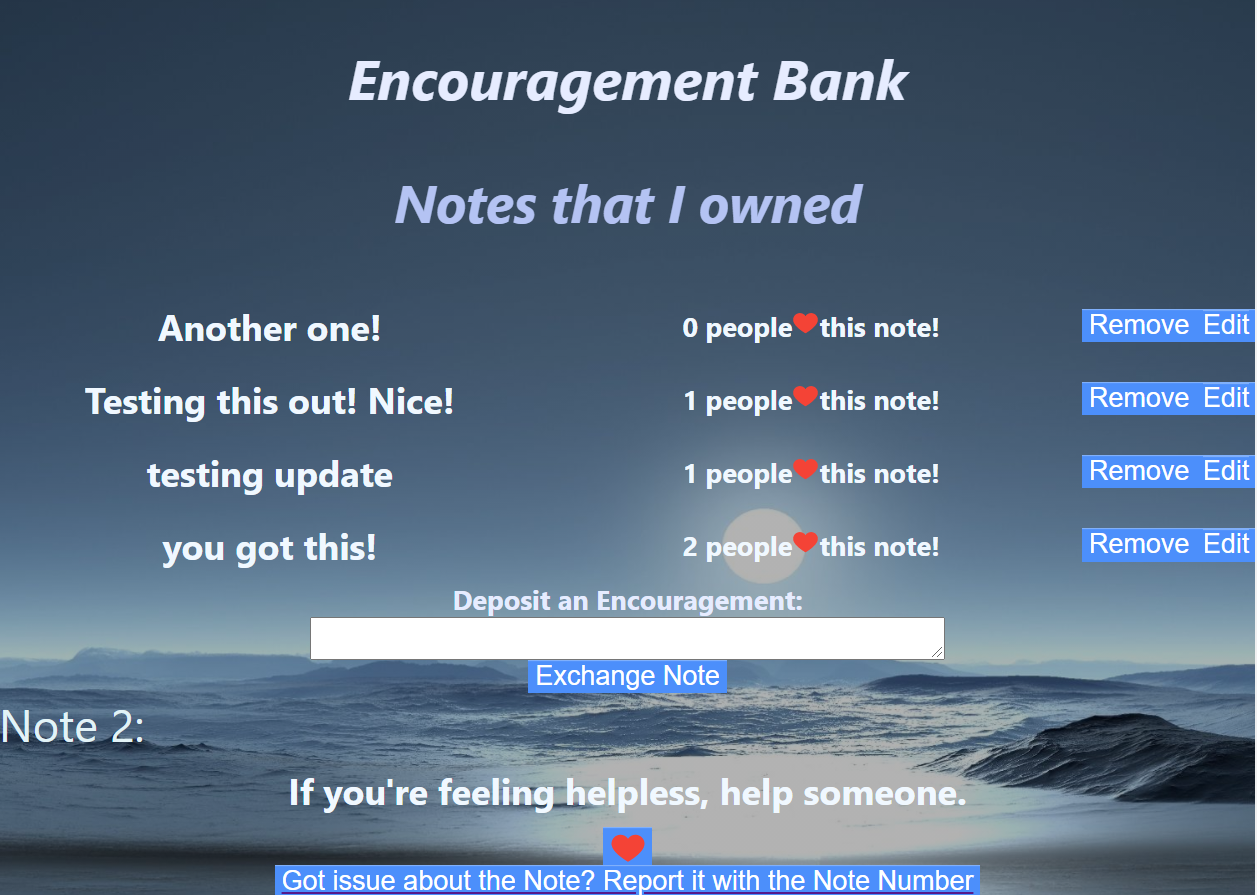 Encouragement Bank
Notes that I owned
Another one! 0 people❤this note! Remove Edit
Testing this out! Nice! 1 people❤this note! Remove Edit
testing update 1 people❤this note! Remove Edit
you got this! 2 people❤this note! Remove Edit
Deposit an Encouragement:
Exchange Note
Note 2:
If you're feeling helpless, help someone.
Got issue about the Note? Report it with the Note Number